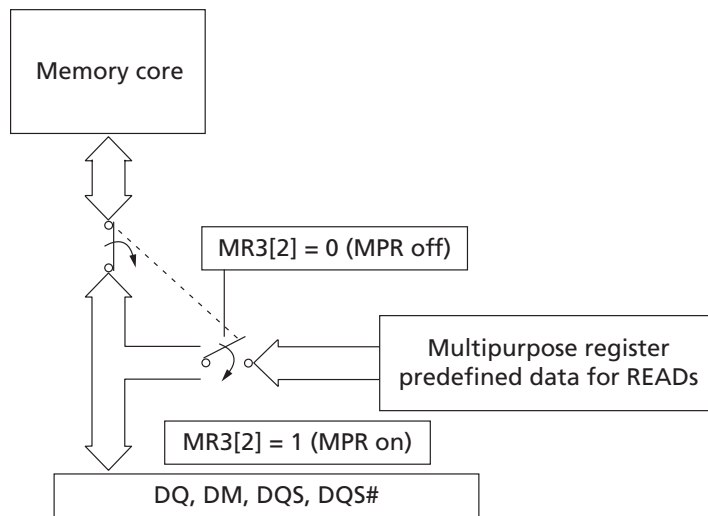 Memory core
MR3[2] = 0 (MPR off)
Multipurpose register
predefined data for READs
MR3[2] = 1 (MPR on)
DQ, DM, DQS, DQS#